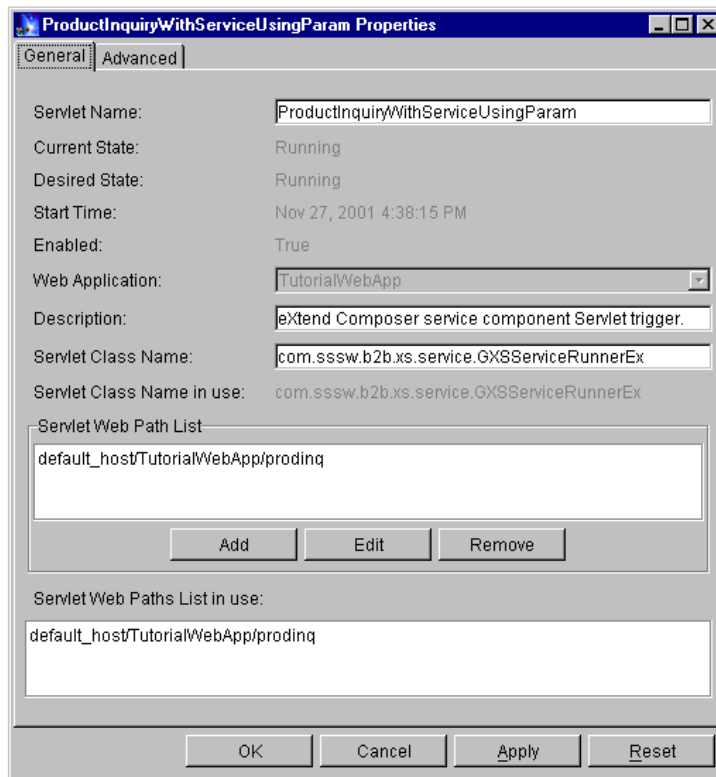 ProductInquiryWithServiceUsingParam Properties
General Advanced
Servlet Name: ProductInquiryWithServiceUsingParam
Current State: Running
Desired State: Running
Start Time: Nov 27, 2001 4:38:15 PM
Enabled: True
Web Application: TutorialWebApp
Description: eXtend Composer service component Servlet trigger.
Servlet Class Name: com.sssw.b2b.xs.service.GXSServiceRunnerEx
Servlet Class Name in use: com.sssw.b2b.xs.service.GXSServiceRunnerEx
Servlet Web Path List
default_host/TutorialWebApp/prodinq
Add Edit Remove
Servlet Web Paths List in use:
default_host/TutorialWebApp/prodinq
OK Cancel Apply Reset